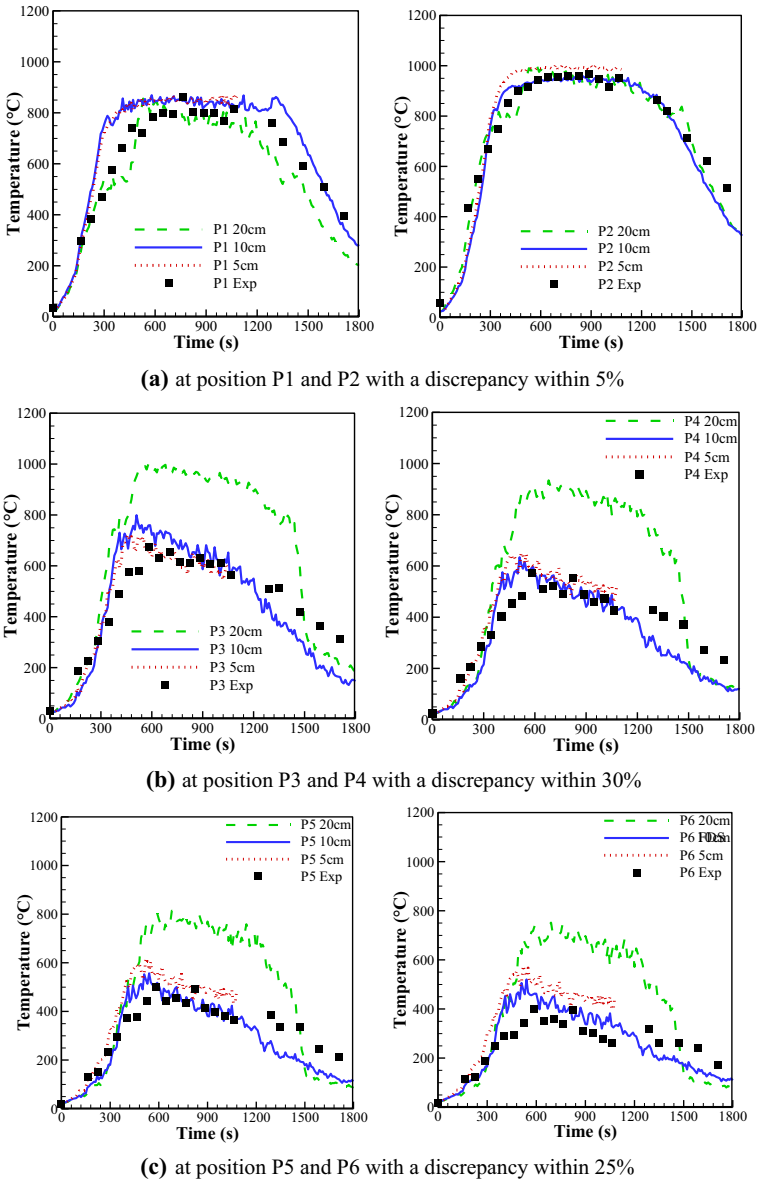 1200
1000
800
600
400
200
0
0 300 600 900 1200 1500 1800
Temperature (°C)
Time (s)
P1 20cm
P1 10cm
P1 5cm
P1 Exp
1200
1000
800
600
400
200
0
0 300 600 900 1200 1500 1800
Temperature (°C)
Time (s)
P2 20cm
P2 10cm
P2 5cm
P2 Exp
(a) at position P1 and P2 with a discrepancy within 5%
1200
1000
800
600
400
200
0
0 300 600 900 1200 1500 1800
Temperature (°C)
Time (s)
P3 20cm
P3 10cm
P3 5cm
P3 Exp
1200
1000
800
600
400
200
0
0 300 600 900 1200 1500 1800
Temperature (°C)
Time (s)
P4 20cm
P4 10cm
P4 5cm
P4 Exp
(b) at position P3 and P4 with a discrepancy within 30%
1200
1000
800
600
400
200
0
0 300 600 900 1200 1500 1800
Temperature (°C)
Time (s)
P5 20cm
P5 10cm
P5 5cm
P5 Exp
1200
1000
800
600
400
200
0
0 300 600 900 1200 1500 1800
Temperature (°C)
Time (s)
P6 20cm
P6
P6 5cm
P6 Exp
(c) at position P5 and P6 with a discrepancy within 25%